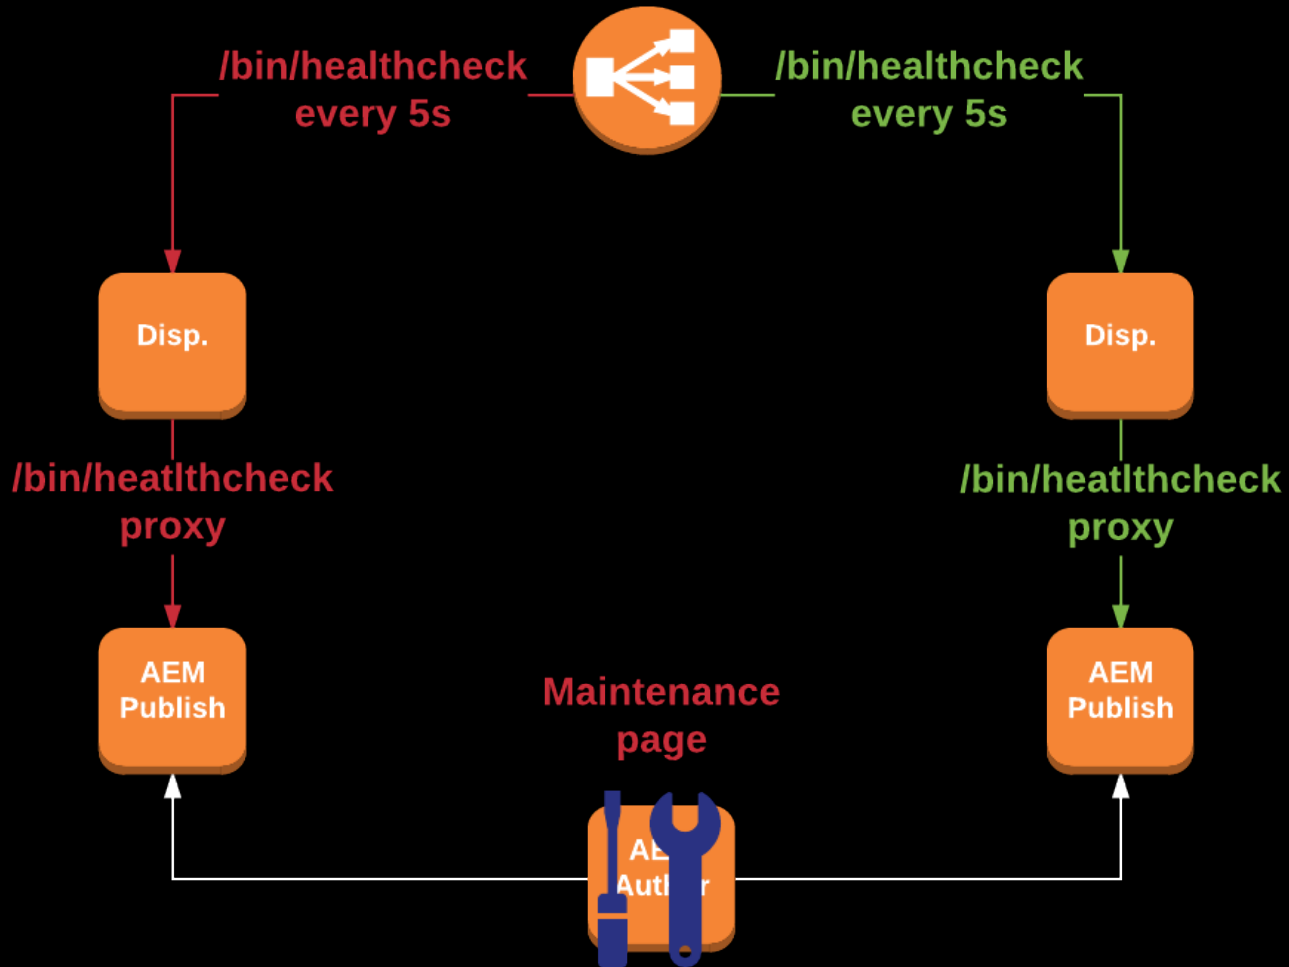 /bin/healthcheck
every 5s
/bin/healthcheck
every 5s
Disp.
Disp.
/bin/heatlthcheck
proxy
/bin/heatlthcheck
proxy
AEM
Publish
AEM
Publish
Maintenance
page